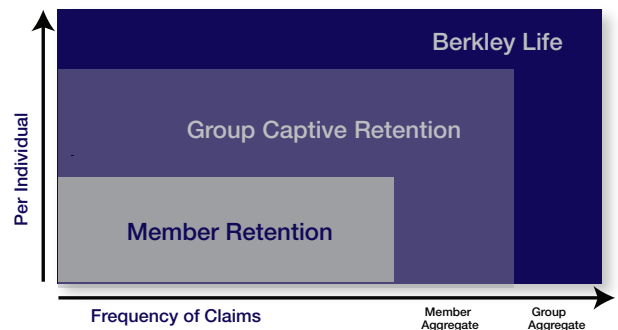 Berkley Life
Group Captive Retention
Member Retention
Per Individual
Frequency of Claims
Member
Aggregate
Group
Aggregate